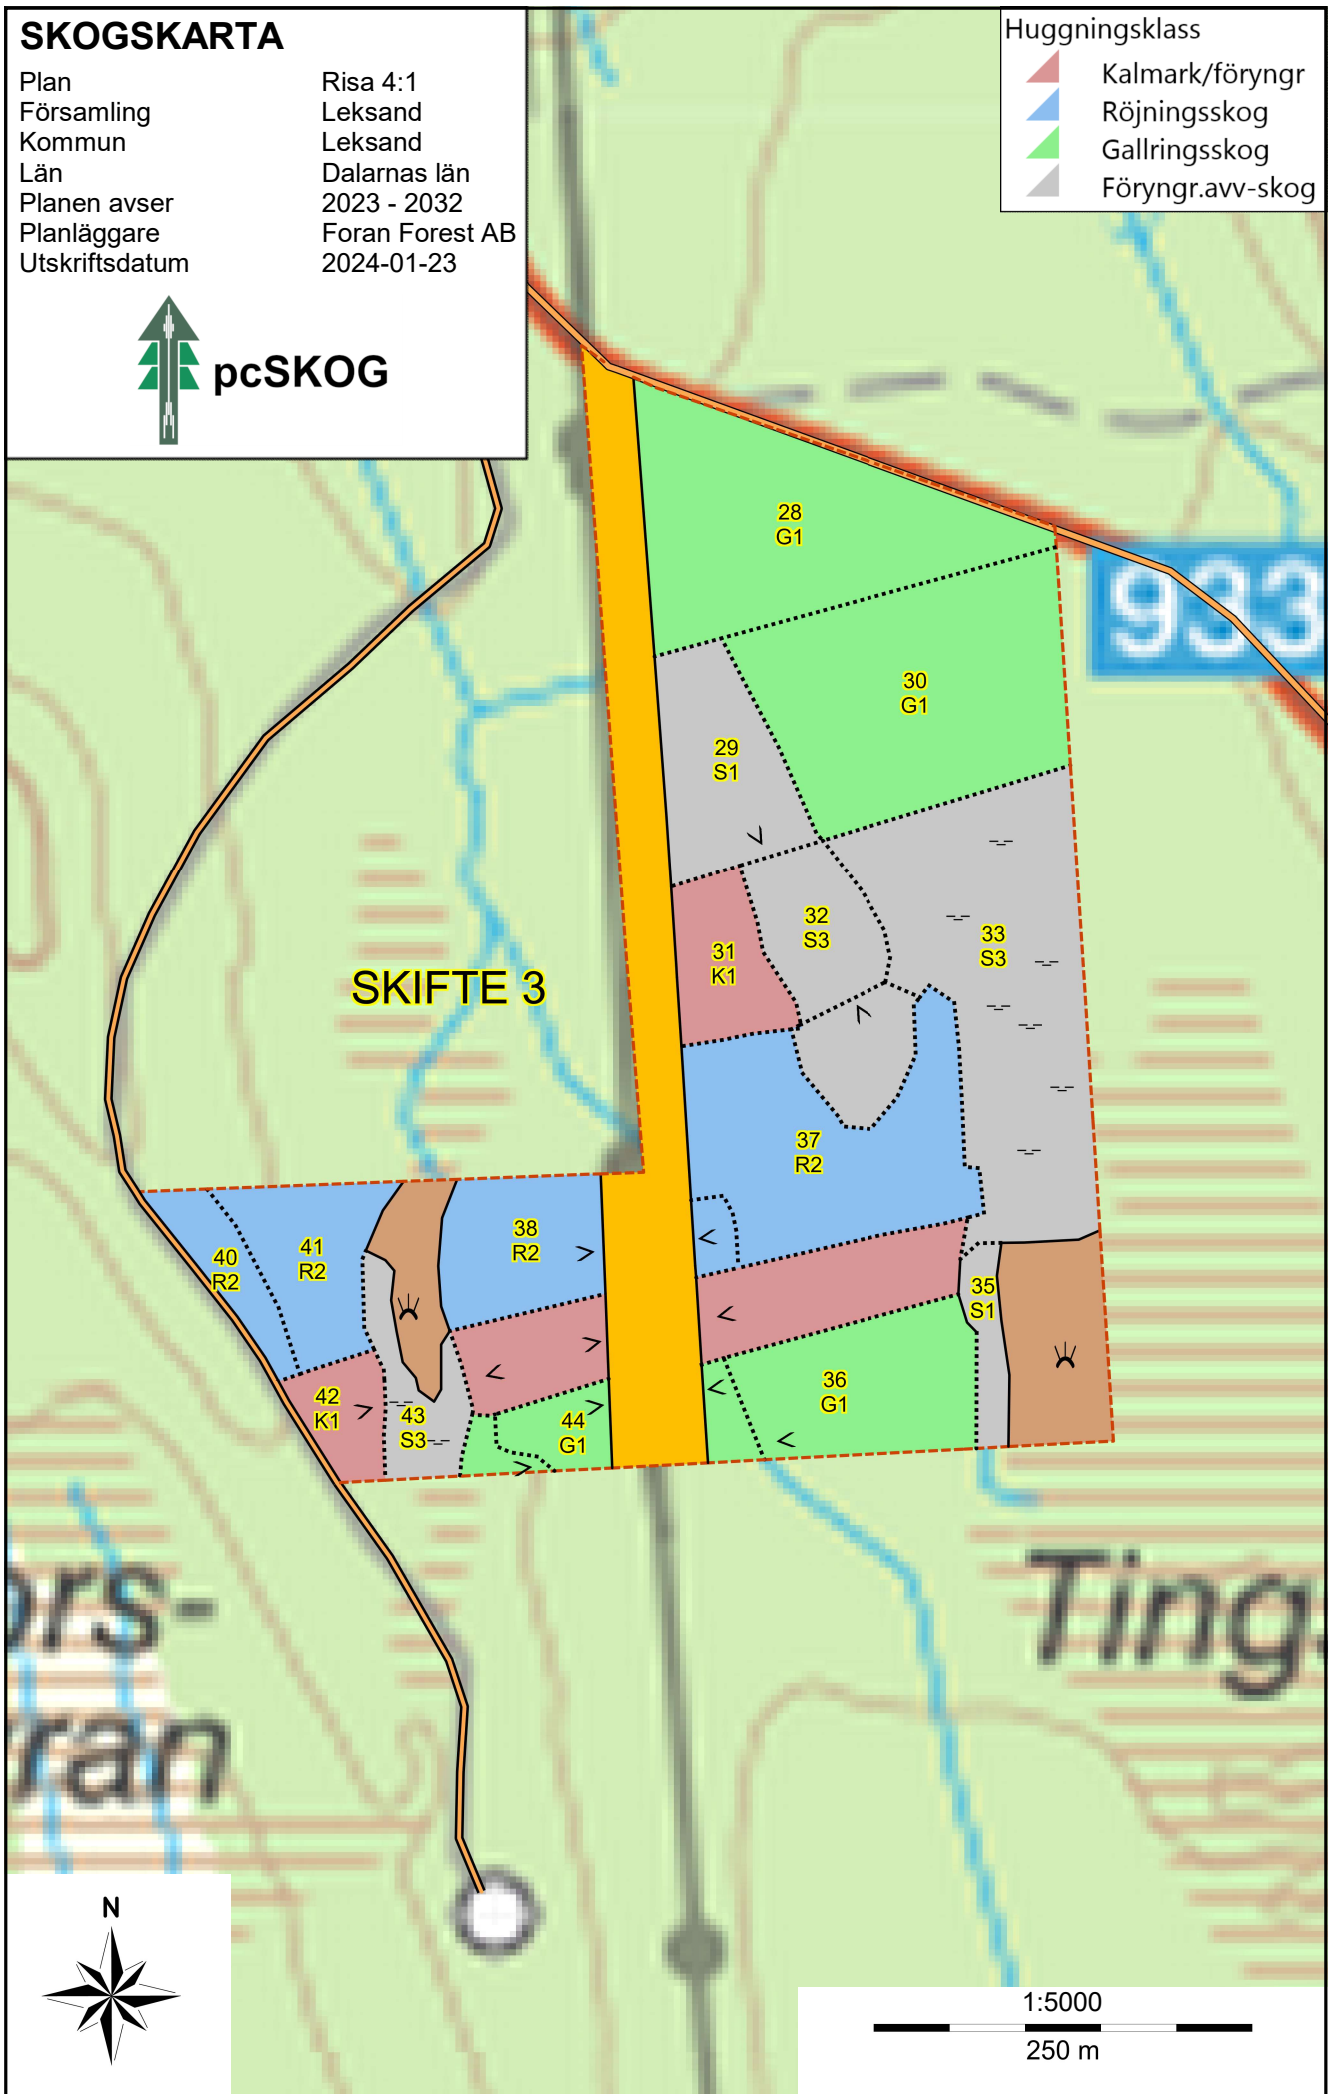 SKOGSKARTA
Plan Risa 4:1
Församling Leksand
Kommun Leksand
Län Dalarnas län
Planen avser 2023 - 2032
Planläggare Foran Forest AB
Utskriftsdatum 2024-01-23
pcSKOG
Huggningsklass
Kalmark/föryngr
Röjningsskog
Gallringsskog
Föryngr.avv-skog
28
G1
933
30
G1
29
S1
32
S3
33
S3
31
K1
SKIFTE 3
37
R2
38
R2
41
R2
40
R2
35
S1
36
G1
42
K1
43
S3
44
G1
ors-
Ting
ran
N
1:5000
250 m